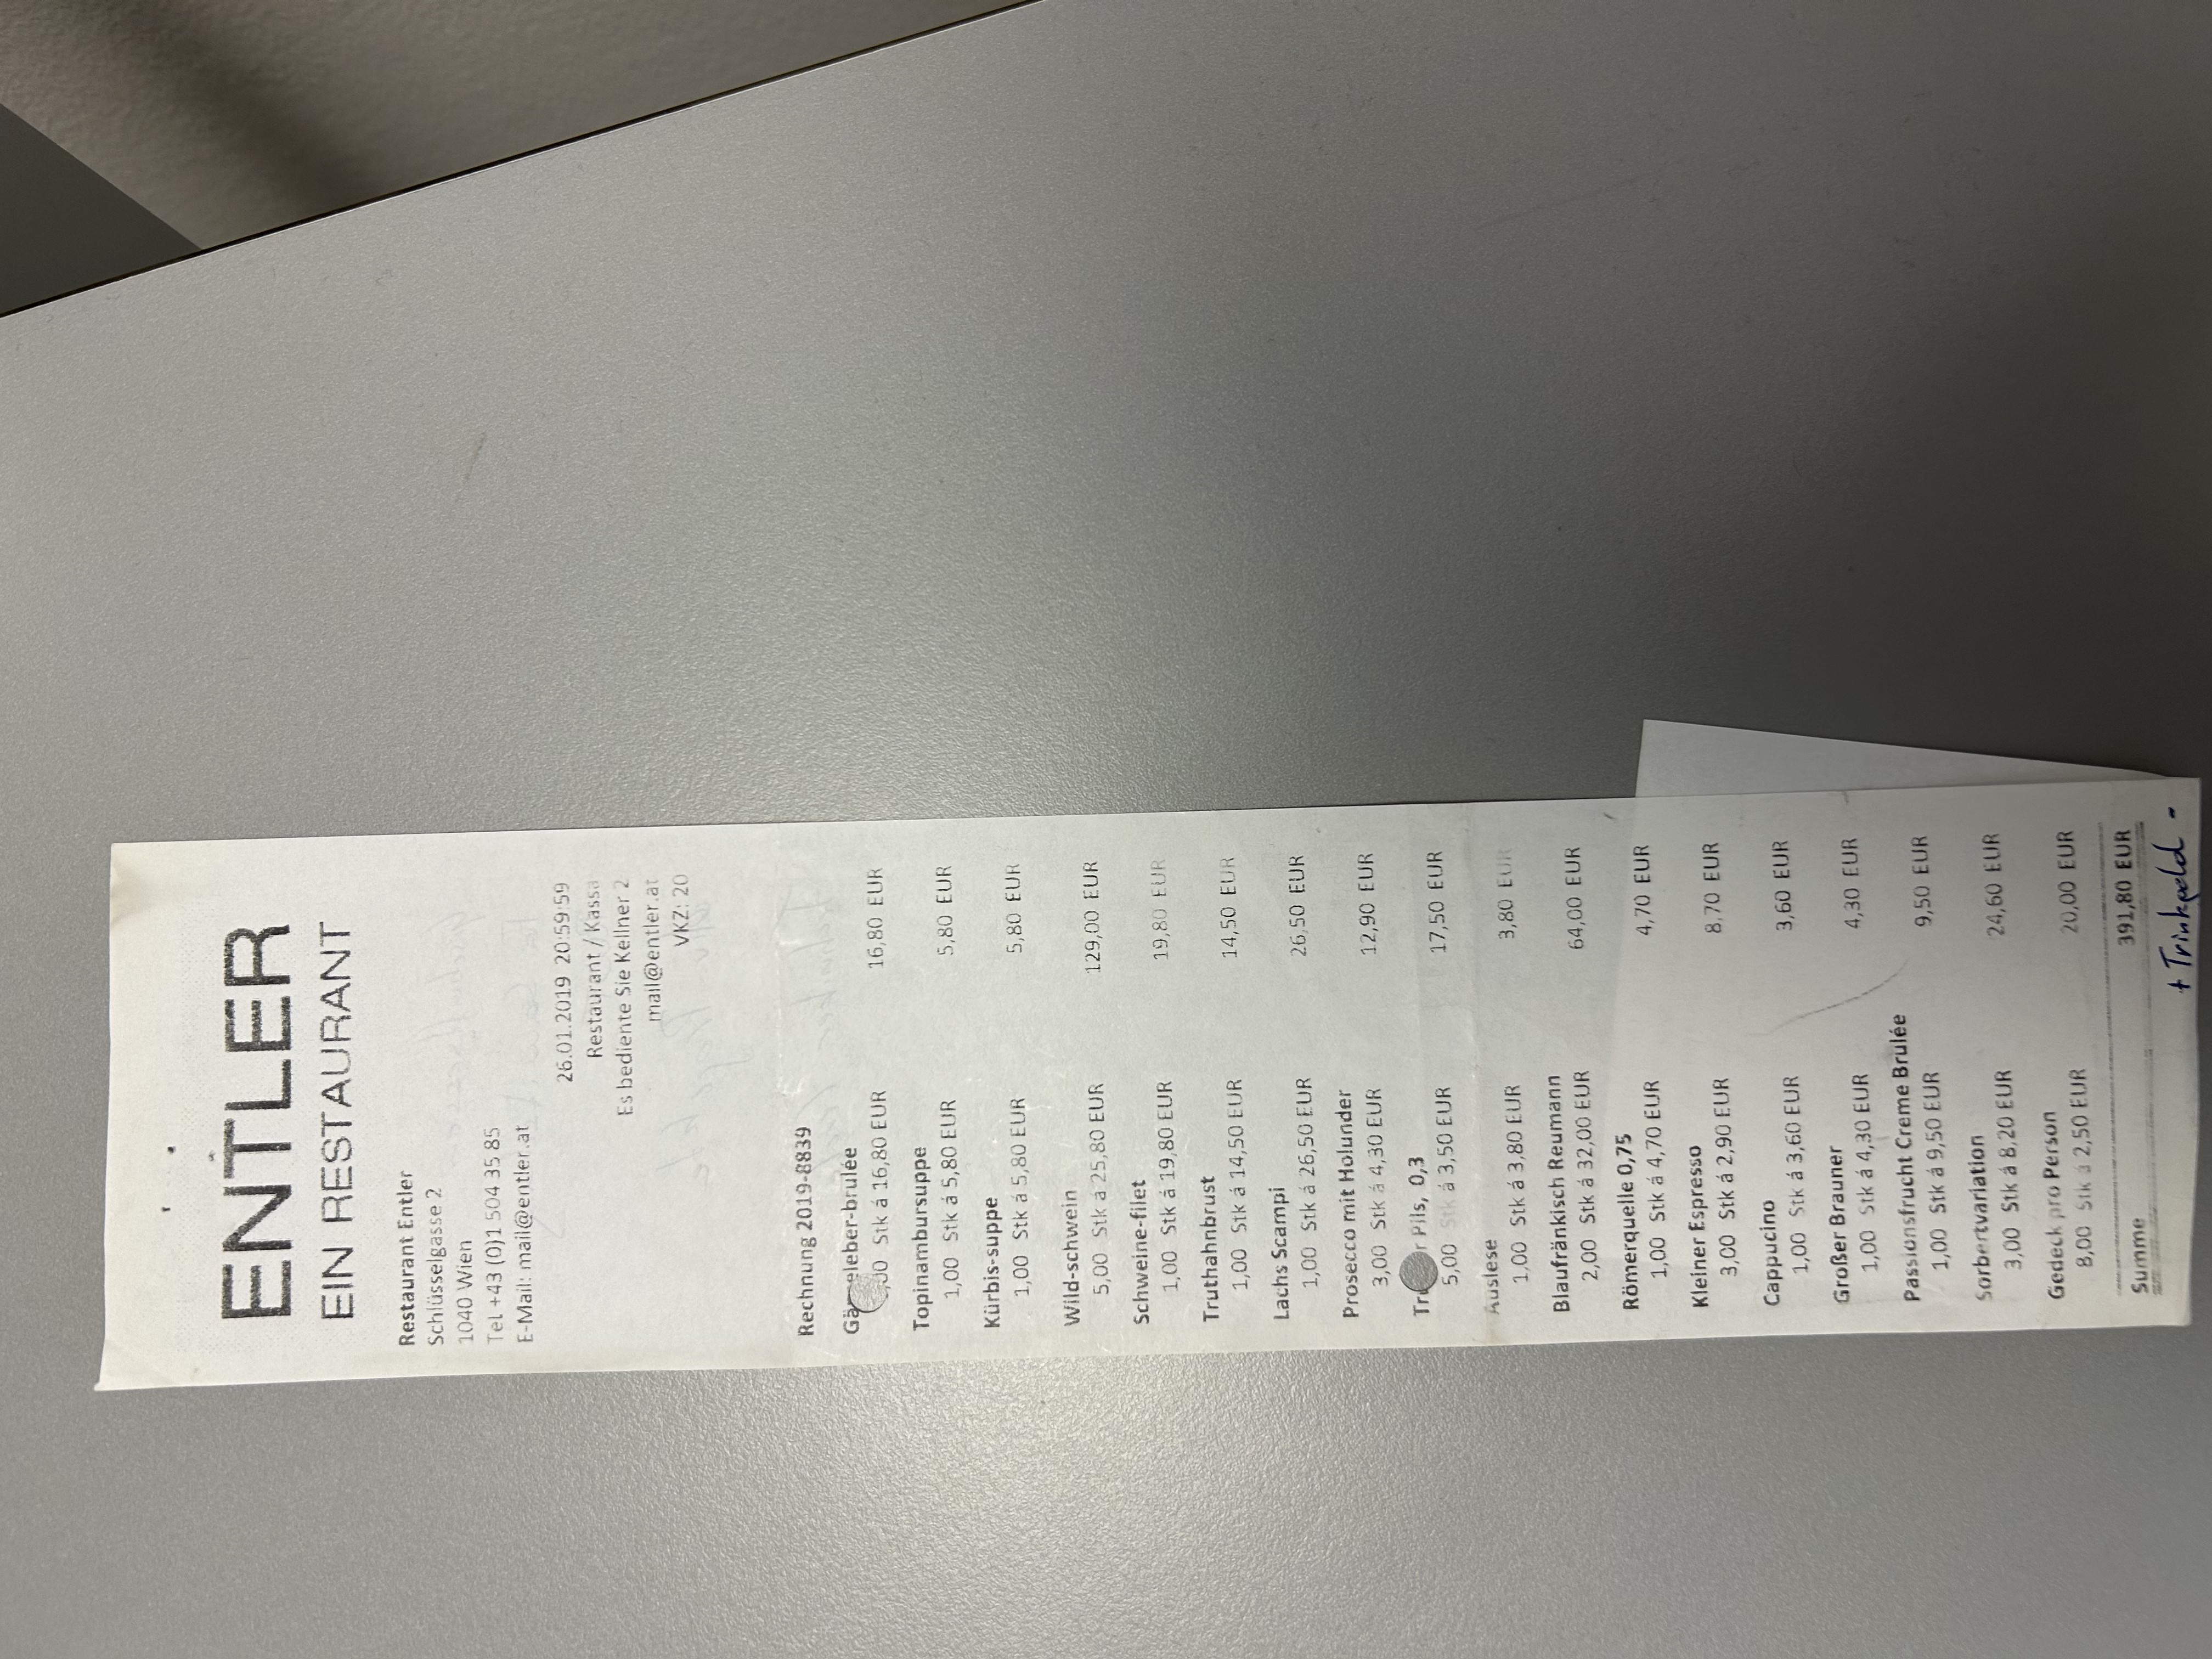 ENTLER
EIN RESTAURANT
Restaurant Entler
Schlüsselgasse 2
1040 Wien
Tel +43 (0)1 504 35 85
E-Mail: mail@entler.at
26.01.2019 20:59:59
Restaurant / Kassa
Es bediente Sie Kellner 2
mail@entler.at
VKZ: 20
Rechnung 2019-8839
eleber-brulée
Stk á 16,80 EUR 16,80 EUR
Topinambursuppe
1,00 Stk á 5,80 EUR 5,80 EUR
Kürbis-suppe
1,00 Stk á 5,80 EUR 5,80 EUR
Wild-schwein
5,00 Stk á 25,80 EUR 129,00 EUR
Schweine-filet
1,00 Stk á 19,80 EUR 19,80 EUR
Truthahnbrust
1,00 Stk á 14,50 EUR 14,50 EUR
Lachs Scampi
1,00 Stk á 26,50 EUR 26,50 EUR
Prosecco mit Holunder
3,00 Stk á 4,30 EUR 12,90 EUR
Pils, 0,3
5,00 Stk á 3,50 EUR 17,50 EUR
Auslese
1,00 Stk á 3,80 EUR 3,80 EUR
Blaufränkisch Reumann
2,00 Stk á 32,00 EUR 64,00 EUR
Römerquelle 0,75
1,00 Stk á 4,70 EUR 4,70 EUR
Kleiner Espresso
3,00 Stk á 2,90 EUR 8,70 EUR
Cappucino
1,00 Stk á 3,60 EUR 3,60 EUR
Großer Brauner
1,00 Stk á 4,30 EUR 4,30 EUR
Passionsfrucht Creme Brulée
1,00 Stk á 9,50 EUR 9,50 EUR
Sorbertvariation
3,00 Stk á 8,20 EUR 24,60 EUR
Gedeck pro Person
8,00 Stk á 2,50 EUR 20,00 EUR
Summe 391,80 EUR
+ Trinkgeld -